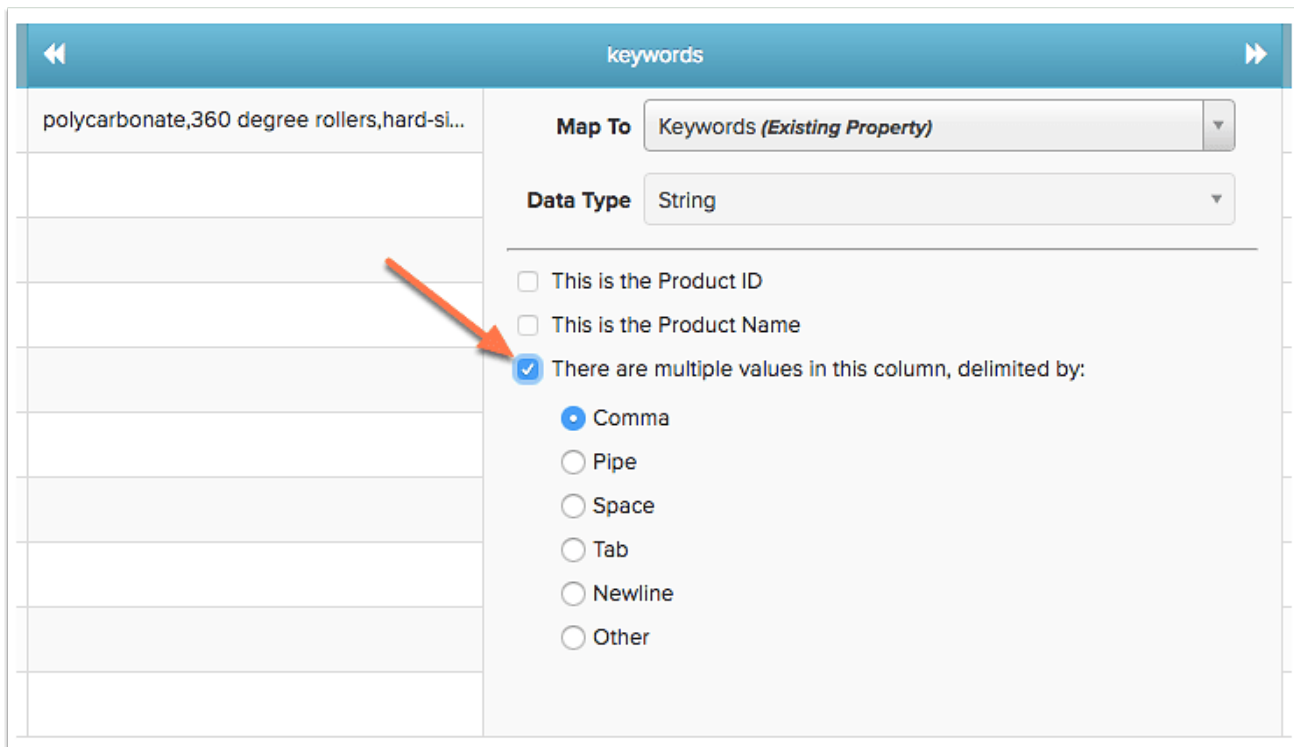 keywords
polycarbonate,360 degree rollers,hard-si...
Map To Keywords (Existing Property)
Data Type String
This is the Product ID
This is the Product Name
There are multiple values in this column, delimited by:
Comma
Pipe
Space
Tab
Newline
Other